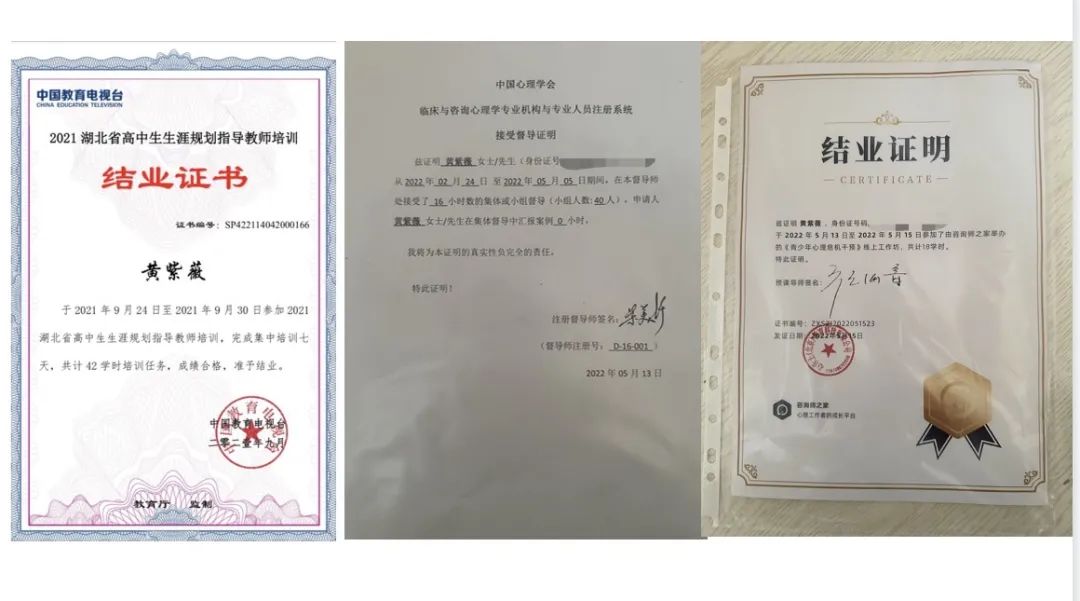 中国教育电视台
CHINA EDUCATION TELEVISION
2021 湖北省高中生生涯规划指导教师培训
结业证书
证书编号：SP422114042000166
黄紫薇
于 2021 年 9 月 24 日至 2021 年 9 月 30 日参加 2021
湖北省高中生生涯规划指导教师培训，完成集中培训七
天，共计 42 学时培训任务，成绩合格，准予结业。
中国教育电视台
二零二壹年九月
教育厅 监制
中国心理学会
临床与咨询心理学专业机构与专业人员注册系统
接受督导证明
兹证明 黄紫薇 女士/先生（身份证号
从 2022 年 02 月 24 日 至 2022 年 05 月 05 日期间，在本督导师
处接受了 16 小时数的集体或小组督导（小组人数：40 人），申请人
黄紫薇 女士/先生在集体督导中汇报案例 0 小时。
我将为本证明的真实性负完全的责任。
特此证明！
注册督导师签名：
（督导师注册号： D-16-001 ）
2022 年 05 月 13 日
结业证明
CERTIFICATE
兹证明 黄紫薇 ，身份证号码
于 2022 年 5 月 13 日至 2022 年 5 月 15 日参加了由咨询师之家举办
的《青少年心理危机干预》线上工作坊，共计18学时。
特此证明。
授课导师签名：
证书编号：ZXSZJ2022051523
发证日期：2022年5月15日
咨询师之家
心理工作者的成长平台